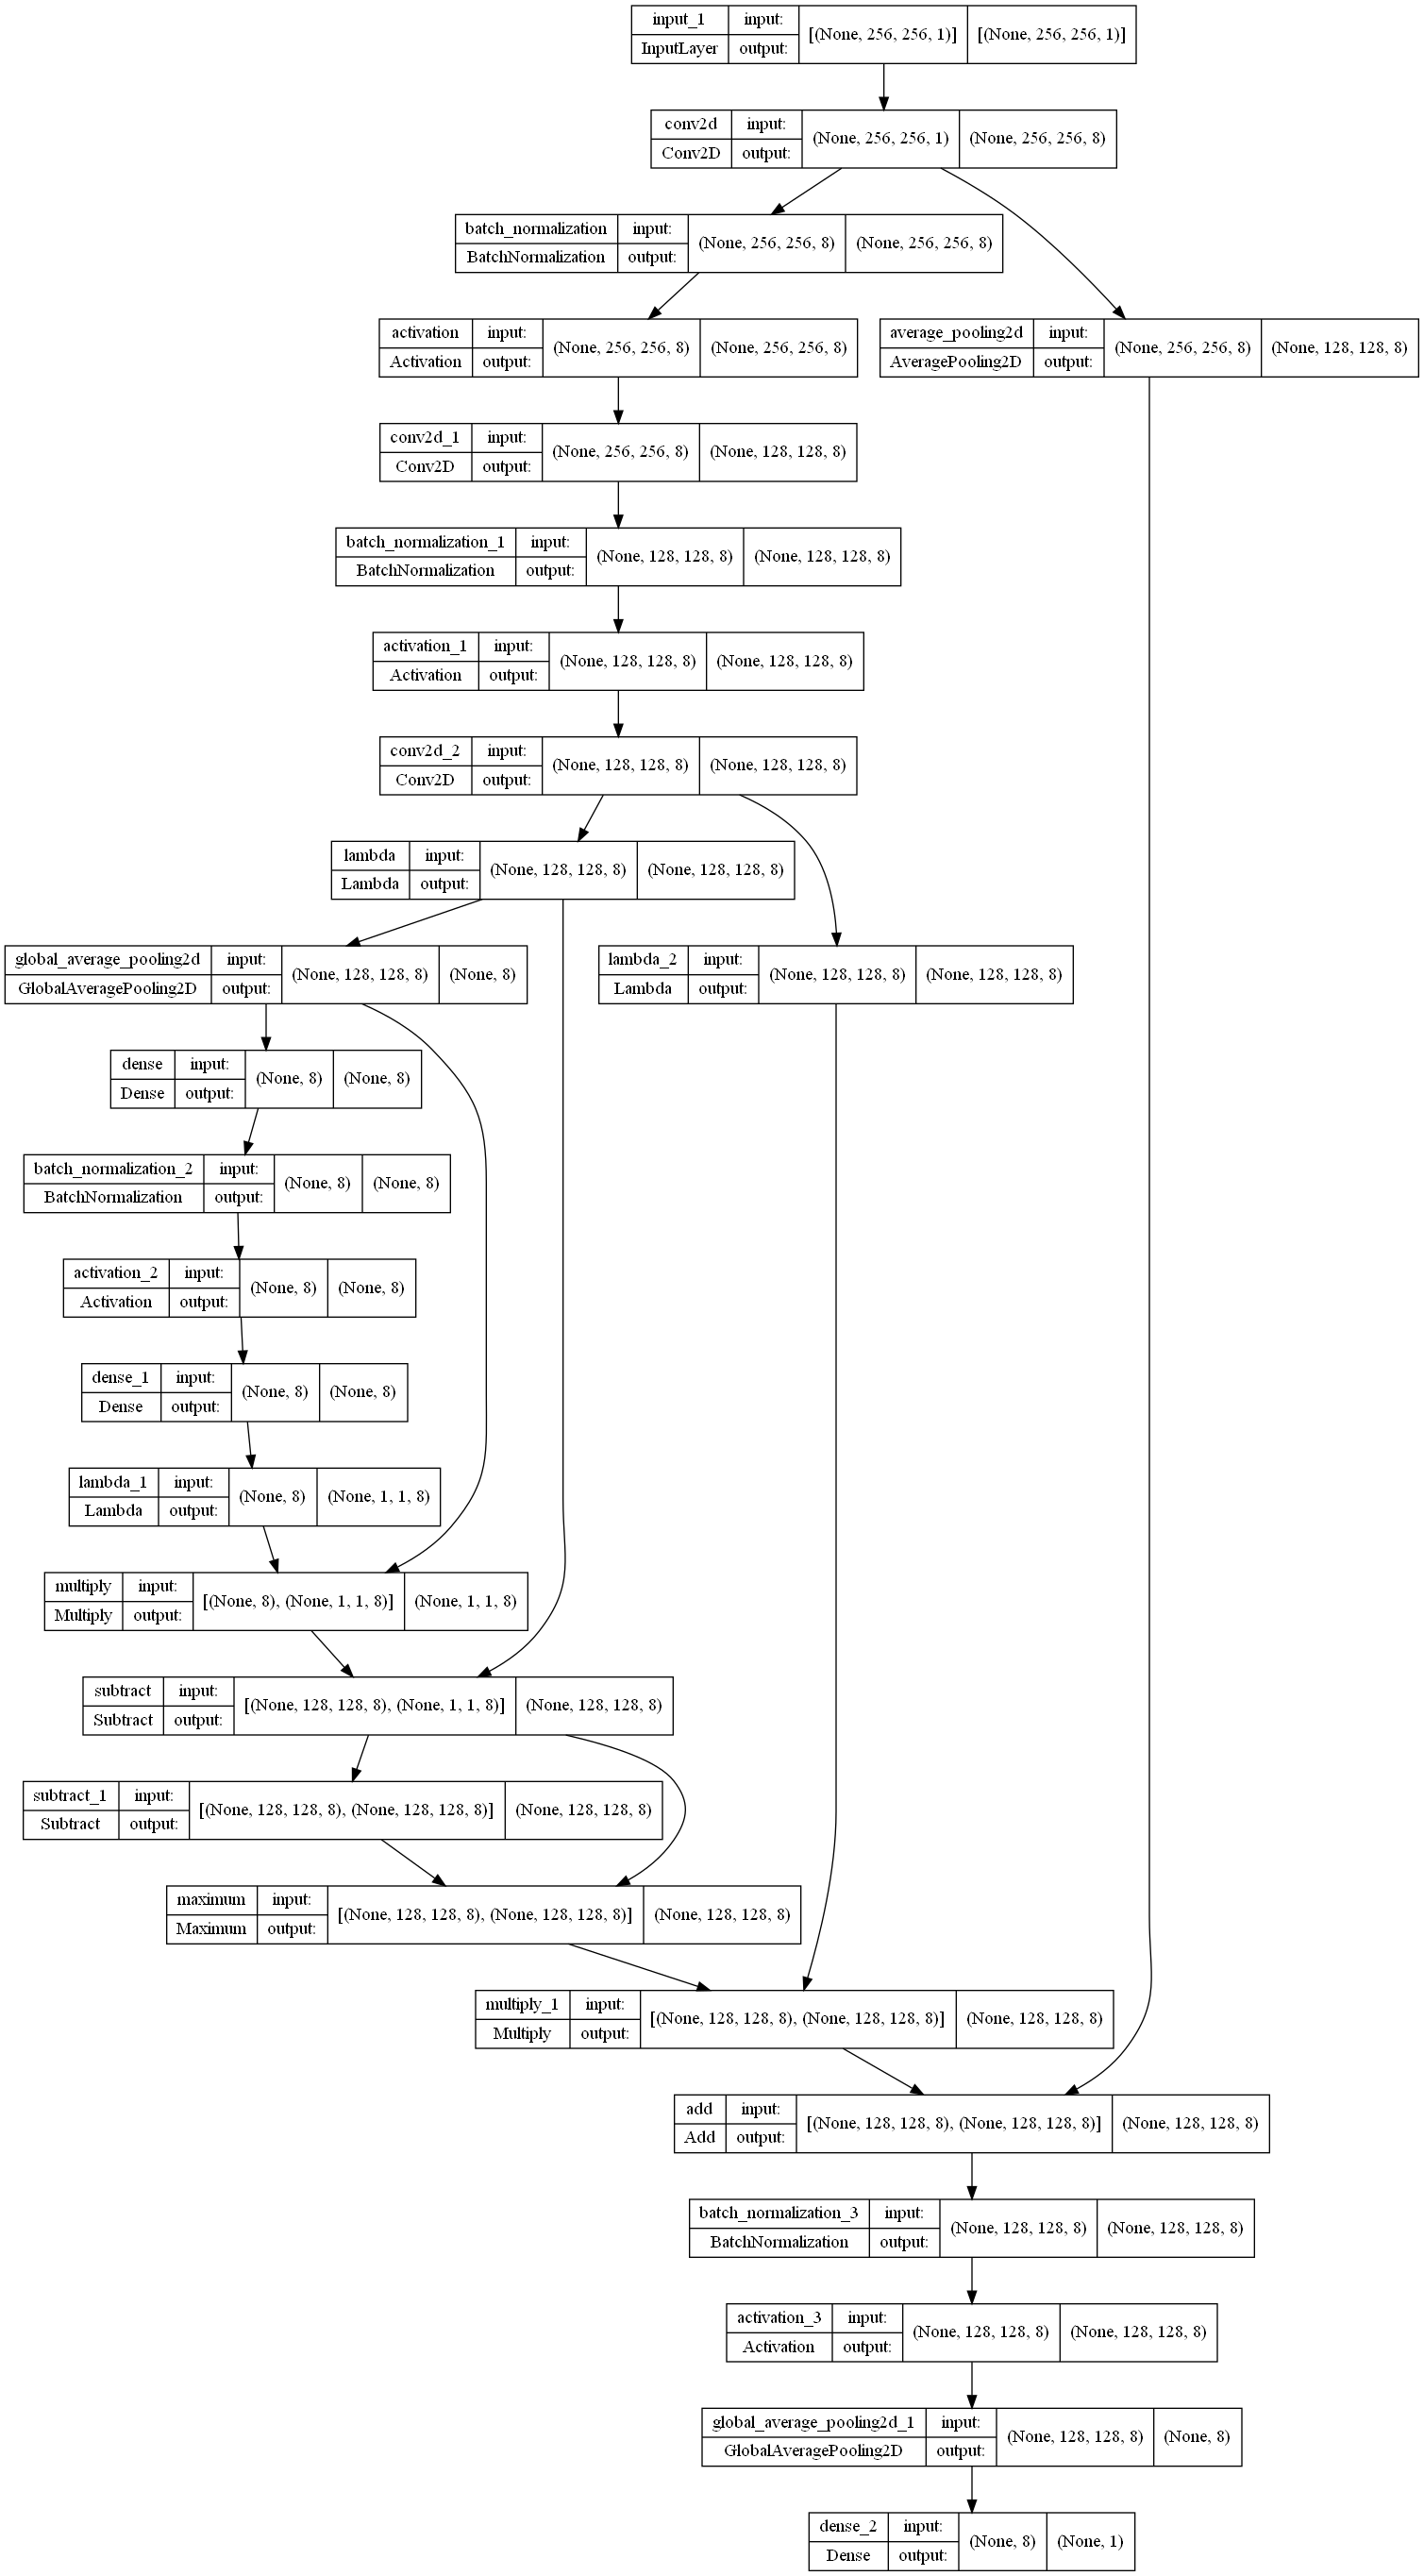 input_1 input: [(None, 256, 256, 1)] [(None, 256, 256, 1)]
InputLayer output:
conv2d input: (None, 256, 256, 1) (None, 256, 256, 8)
Conv2D output:
batch_normalization input: (None, 256, 256, 8) (None, 256, 256, 8)
BatchNormalization output:
activation input: (None, 256, 256, 8) (None, 256, 256, 8)
Activation output:
average_pooling2d input: (None, 256, 256, 8) (None, 128, 128, 8)
AveragePooling2D output:
conv2d_1 input: (None, 256, 256, 8) (None, 128, 128, 8)
Conv2D output:
batch_normalization_1 input: (None, 128, 128, 8) (None, 128, 128, 8)
BatchNormalization output:
activation_1 input: (None, 128, 128, 8) (None, 128, 128, 8)
Activation output:
conv2d_2 input: (None, 128, 128, 8) (None, 128, 128, 8)
Conv2D output:
lambda input: (None, 128, 128, 8) (None, 128, 128, 8)
Lambda output:
global_average_pooling2d input: (None, 128, 128, 8) (None, 8)
GlobalAveragePooling2D output:
lambda_2 input: (None, 128, 128, 8) (None, 128, 128, 8)
Lambda output:
dense input: (None, 8) (None, 8)
Dense output:
batch_normalization_2 input: (None, 8) (None, 8)
BatchNormalization output:
activation_2 input: (None, 8) (None, 8)
Activation output:
dense_1 input: (None, 8) (None, 8)
Dense output:
lambda_1 input: (None, 8) (None, 1, 1, 8)
Lambda output:
multiply input: [(None, 8), (None, 1, 1, 8)] (None, 1, 1, 8)
Multiply output:
subtract input: [(None, 128, 128, 8), (None, 1, 1, 8)] (None, 128, 128, 8)
Subtract output:
subtract_1 input: [(None, 128, 128, 8), (None, 128, 128, 8)] (None, 128, 128, 8)
Subtract output:
maximum input: [(None, 128, 128, 8), (None, 128, 128, 8)] (None, 128, 128, 8)
Maximum output:
multiply_1 input: [(None, 128, 128, 8), (None, 128, 128, 8)] (None, 128, 128, 8)
Multiply output:
add input: [(None, 128, 128, 8), (None, 128, 128, 8)] (None, 128, 128, 8)
Add output:
batch_normalization_3 input: (None, 128, 128, 8) (None, 128, 128, 8)
BatchNormalization output:
activation_3 input: (None, 128, 128, 8) (None, 128, 128, 8)
Activation output:
global_average_pooling2d_1 input: (None, 128, 128, 8) (None, 8)
GlobalAveragePooling2D output:
dense_2 input: (None, 8) (None, 1)
Dense output: